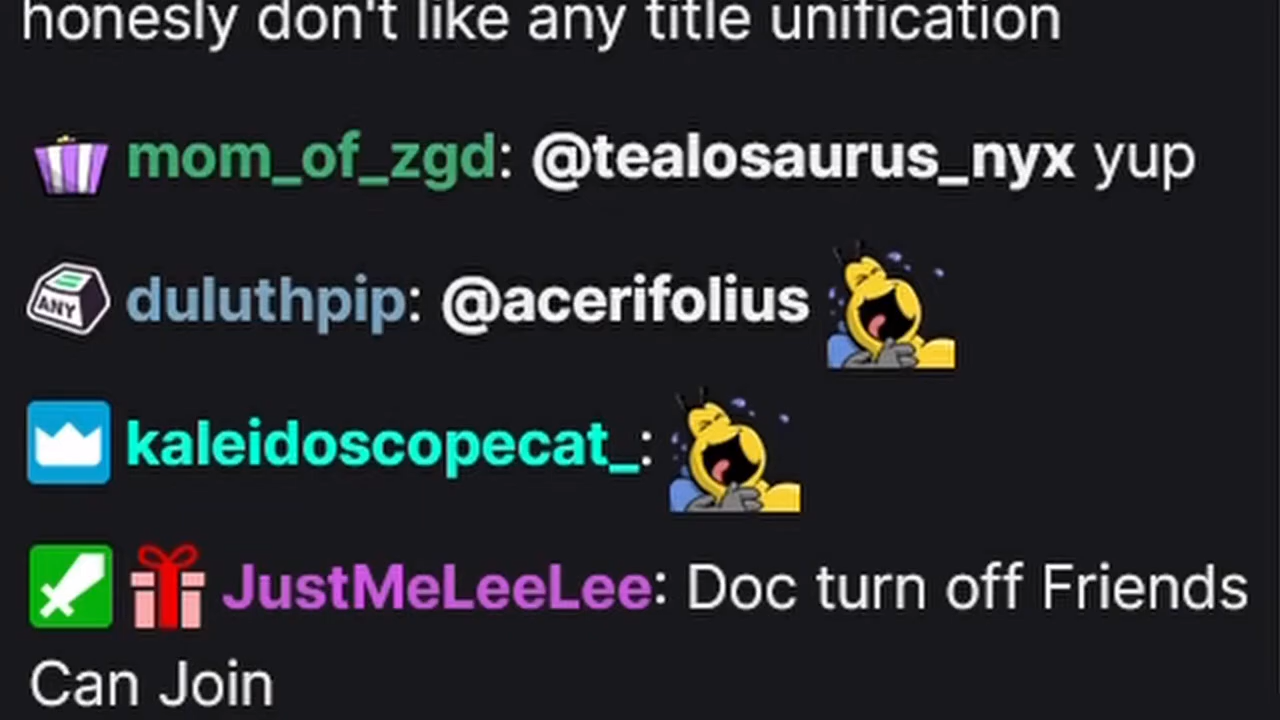 honesly don't like any title unification
mom_of_zgd: @tealosaurus_nyx yup
ANY duluthpip: @acerifolius
kaleidoscopecat_:
JustMeLeeLee: Doc turn off Friends
Can Join